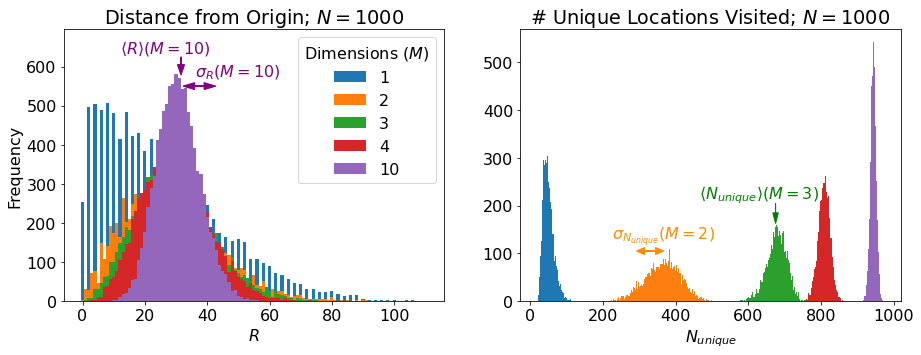 Distance from Origin; N = 1000
⟨R⟩(M = 10)
σ_R(M = 10)
Dimensions (M)
1
2
3
4
10
Frequency
600
500
400
300
200
100
0
0 20 40 60 80 100
R
# Unique Locations Visited; N = 1000
⟨N_unique⟩(M = 3)
σ_{N_unique}(M = 2)
500
400
300
200
100
0
0 200 400 600 800 1000
N_unique